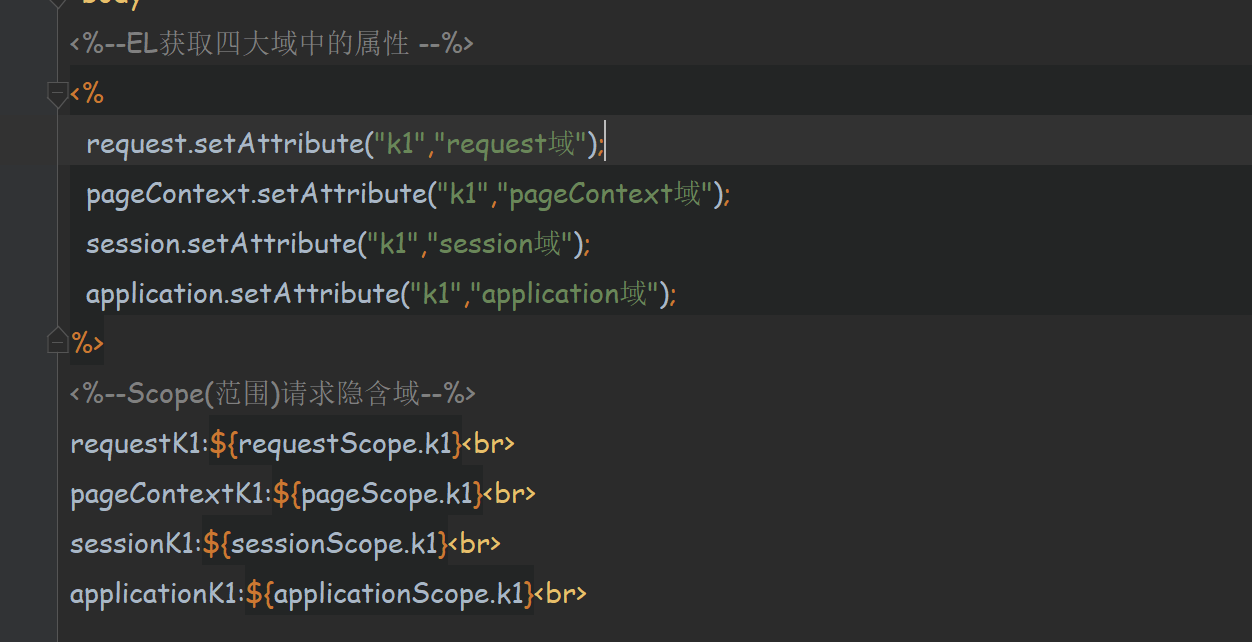 body
<%--EL获取四大域中的属性 --%>
<%
request.setAttribute("k1","request域");
pageContext.setAttribute("k1","pageContext域");
session.setAttribute("k1","session域");
application.setAttribute("k1","application域");
%>
<%--Scope(范围)请求隐含域--%>
requestK1:${requestScope.k1}<br>
pageContextK1:${pageScope.k1}<br>
sessionK1:${sessionScope.k1}<br>
applicationK1:${applicationScope.k1}<br>